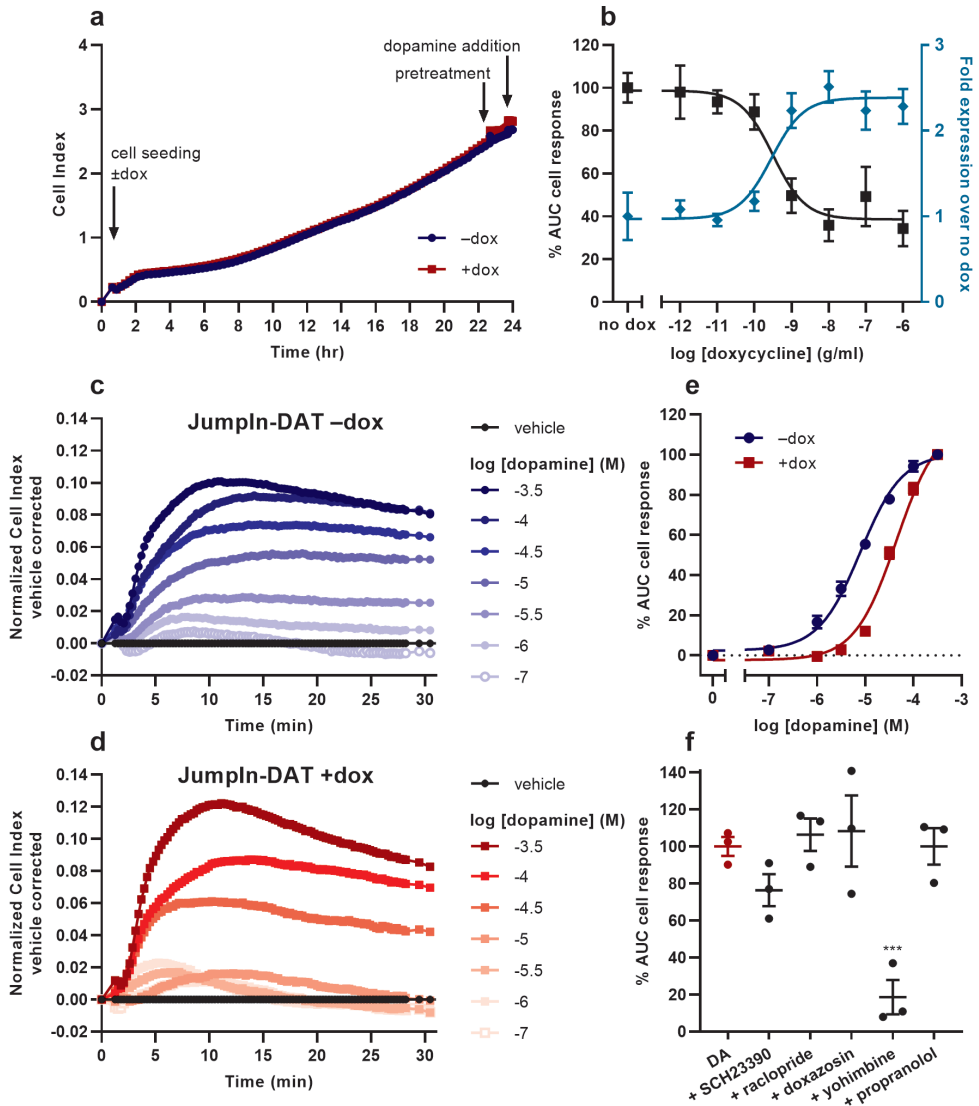 a
4
3
2
1
0
Cell Index
dopamine addition
pretreatment
cell seeding
±dox
–dox
+dox
0 2 4 6 8 10 12 14 16 18 20 22 24
Time (hr)
b
120
100
80
60
40
20
0
% AUC cell response
3
2
1
0
Fold expression over no dox
no dox -12 -11 -10 -9 -8 -7 -6
log [doxycycline] (g/ml)
c
JumpIn-DAT –dox
0.14
0.12
0.10
0.08
0.06
0.04
0.02
0.00
-0.02
Normalized Cell Index
vehicle corrected
0 5 10 15 20 25 30
Time (min)
vehicle
log [dopamine] (M)
-3.5
-4
-4.5
-5
-5.5
-6
-7
e
120
100
80
60
40
20
0
% AUC cell response
–dox
+dox
0 -7 -6 -5 -4 -3
log [dopamine] (M)
d
JumpIn-DAT +dox
0.14
0.12
0.10
0.08
0.06
0.04
0.02
0.00
-0.02
Normalized Cell Index
vehicle corrected
0 5 10 15 20 25 30
Time (min)
vehicle
log [dopamine] (M)
-3.5
-4
-4.5
-5
-5.5
-6
-7
f
140
120
100
80
60
40
20
0
% AUC cell response
***
DA
+ SCH23390
+ raclopride
+ doxazosin
+ yohimbine
+ propranolol